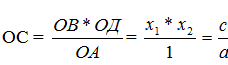 ОС = ОВ * ОД / ОА = x₁ * x₂ / 1 = c / a